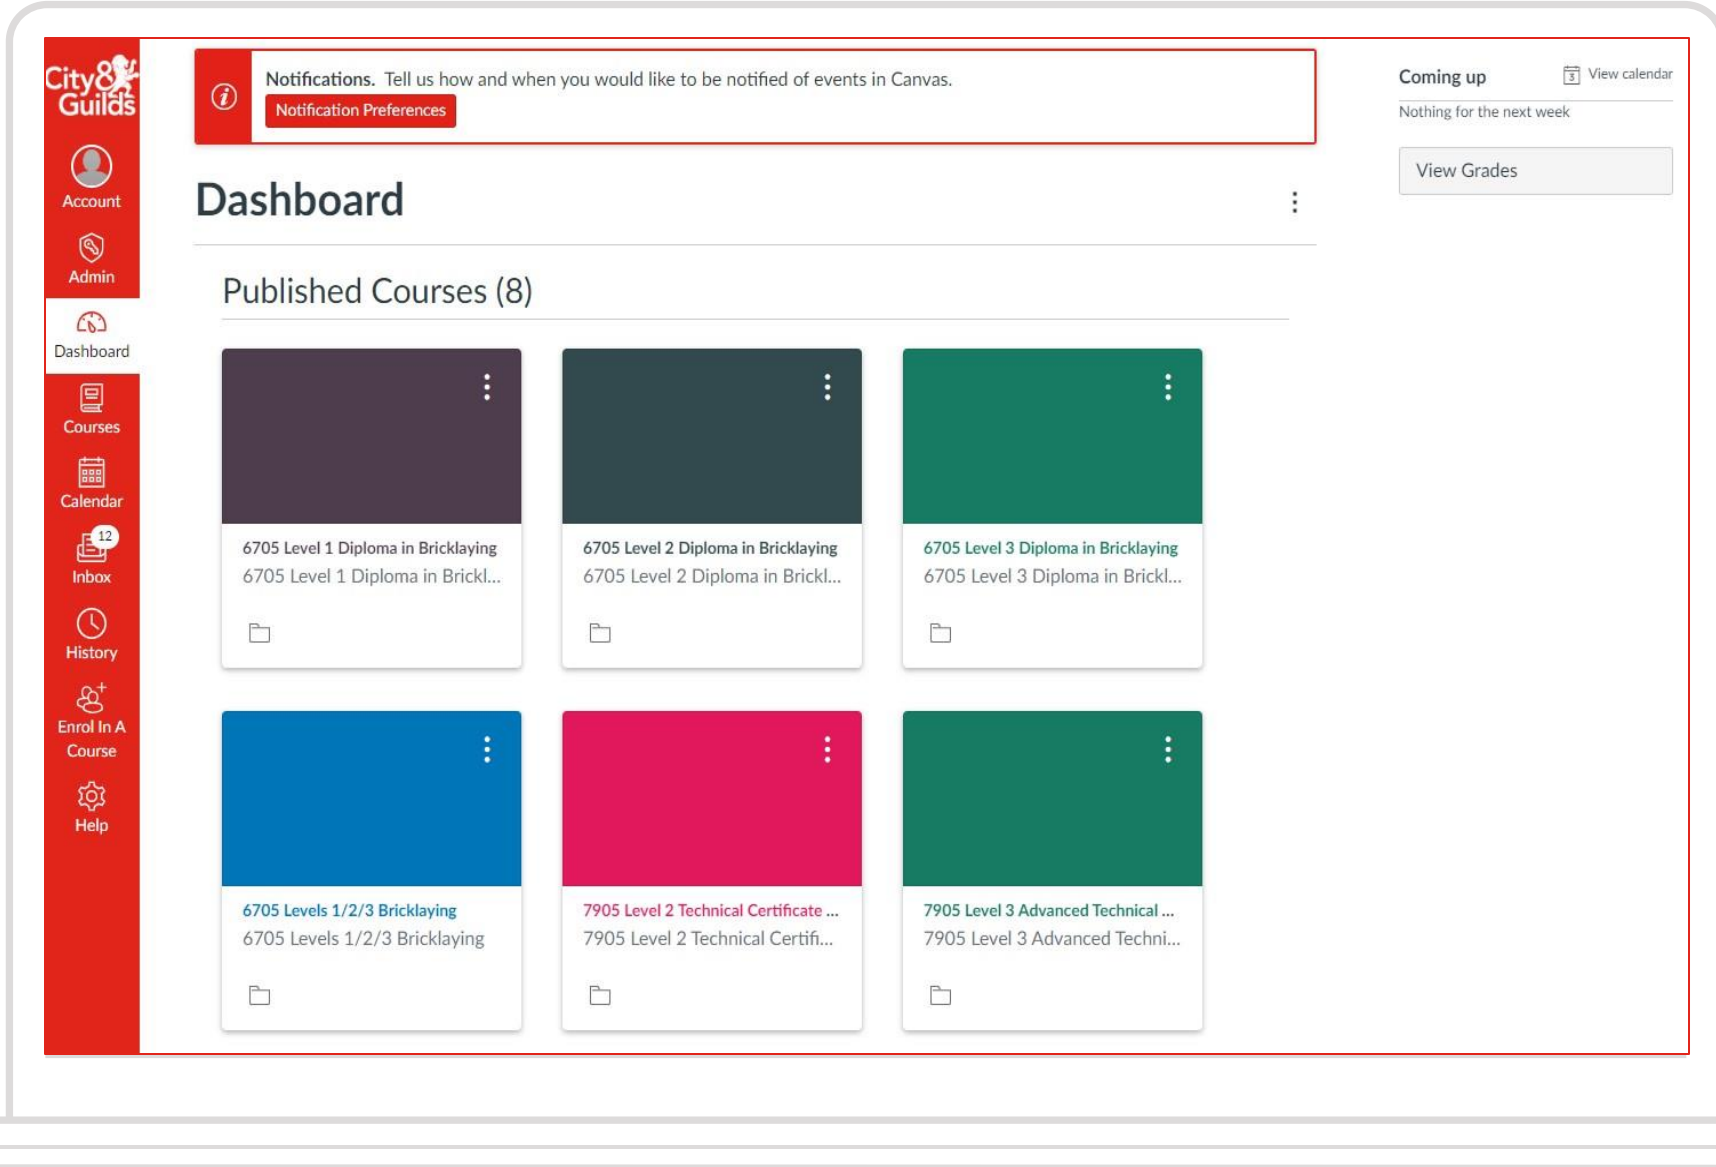 City&
Guilds
Account
Admin
Dashboard
Courses
Calendar
12
Inbox
History
Enrol In A
Course
Help
Notifications. Tell us how and when you would like to be notified of events in Canvas.
Notification Preferences
Dashboard
Published Courses (8)
6705 Level 1 Diploma in Bricklaying
6705 Level 1 Diploma in Brickl...
6705 Level 2 Diploma in Bricklaying
6705 Level 2 Diploma in Brickl...
6705 Level 3 Diploma in Bricklaying
6705 Level 3 Diploma in Brickl...
6705 Levels 1/2/3 Bricklaying
6705 Levels 1/2/3 Bricklaying
7905 Level 2 Technical Certificate ...
7905 Level 2 Technical Certifi...
7905 Level 3 Advanced Technical ...
7905 Level 3 Advanced Techni...
Coming up
3 View calendar
Nothing for the next week
View Grades